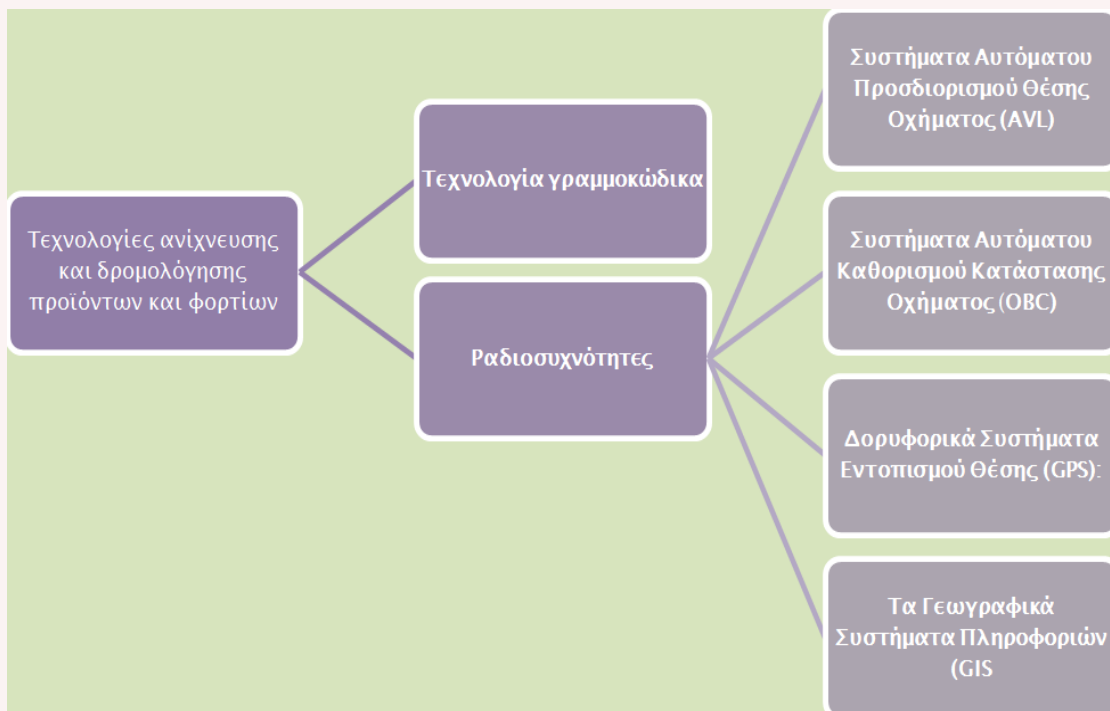 Τεχνολογίες ανίχνευσης
και δρομολόγησης
προϊόντων και φορτίων
Τεχνολογία γραμμοκώδικα
Ραδιοσυχνότητες
Συστήματα Αυτόματου
Προσδιορισμού Θέσης
Οχήματος (AVL)
Συστήματα Αυτόματου
Καθορισμού Κατάστασης
Οχήματος (OBC)
Δορυφορικά Συστήματα
Εντοπισμού Θέσης (GPS):
Τα Γεωγραφικά
Συστήματα Πληροφοριών
(GIS